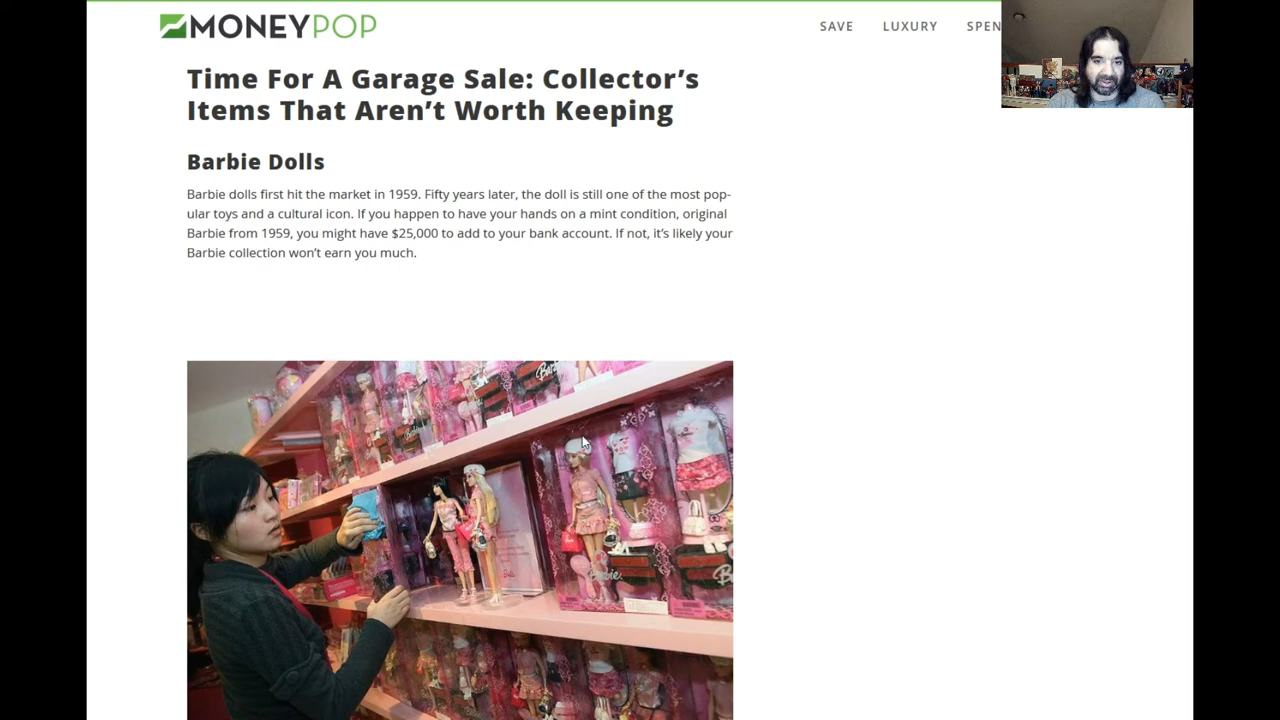 MONEYPOP
SAVE LUXURY SPEN
Time For A Garage Sale: Collector’s
Items That Aren’t Worth Keeping
Barbie Dolls
Barbie dolls first hit the market in 1959. Fifty years later, the doll is still one of the most pop-
ular toys and a cultural icon. If you happen to have your hands on a mint condition, original
Barbie from 1959, you might have $25,000 to add to your bank account. If not, it’s likely your
Barbie collection won’t earn you much.
Barbie
Barbie